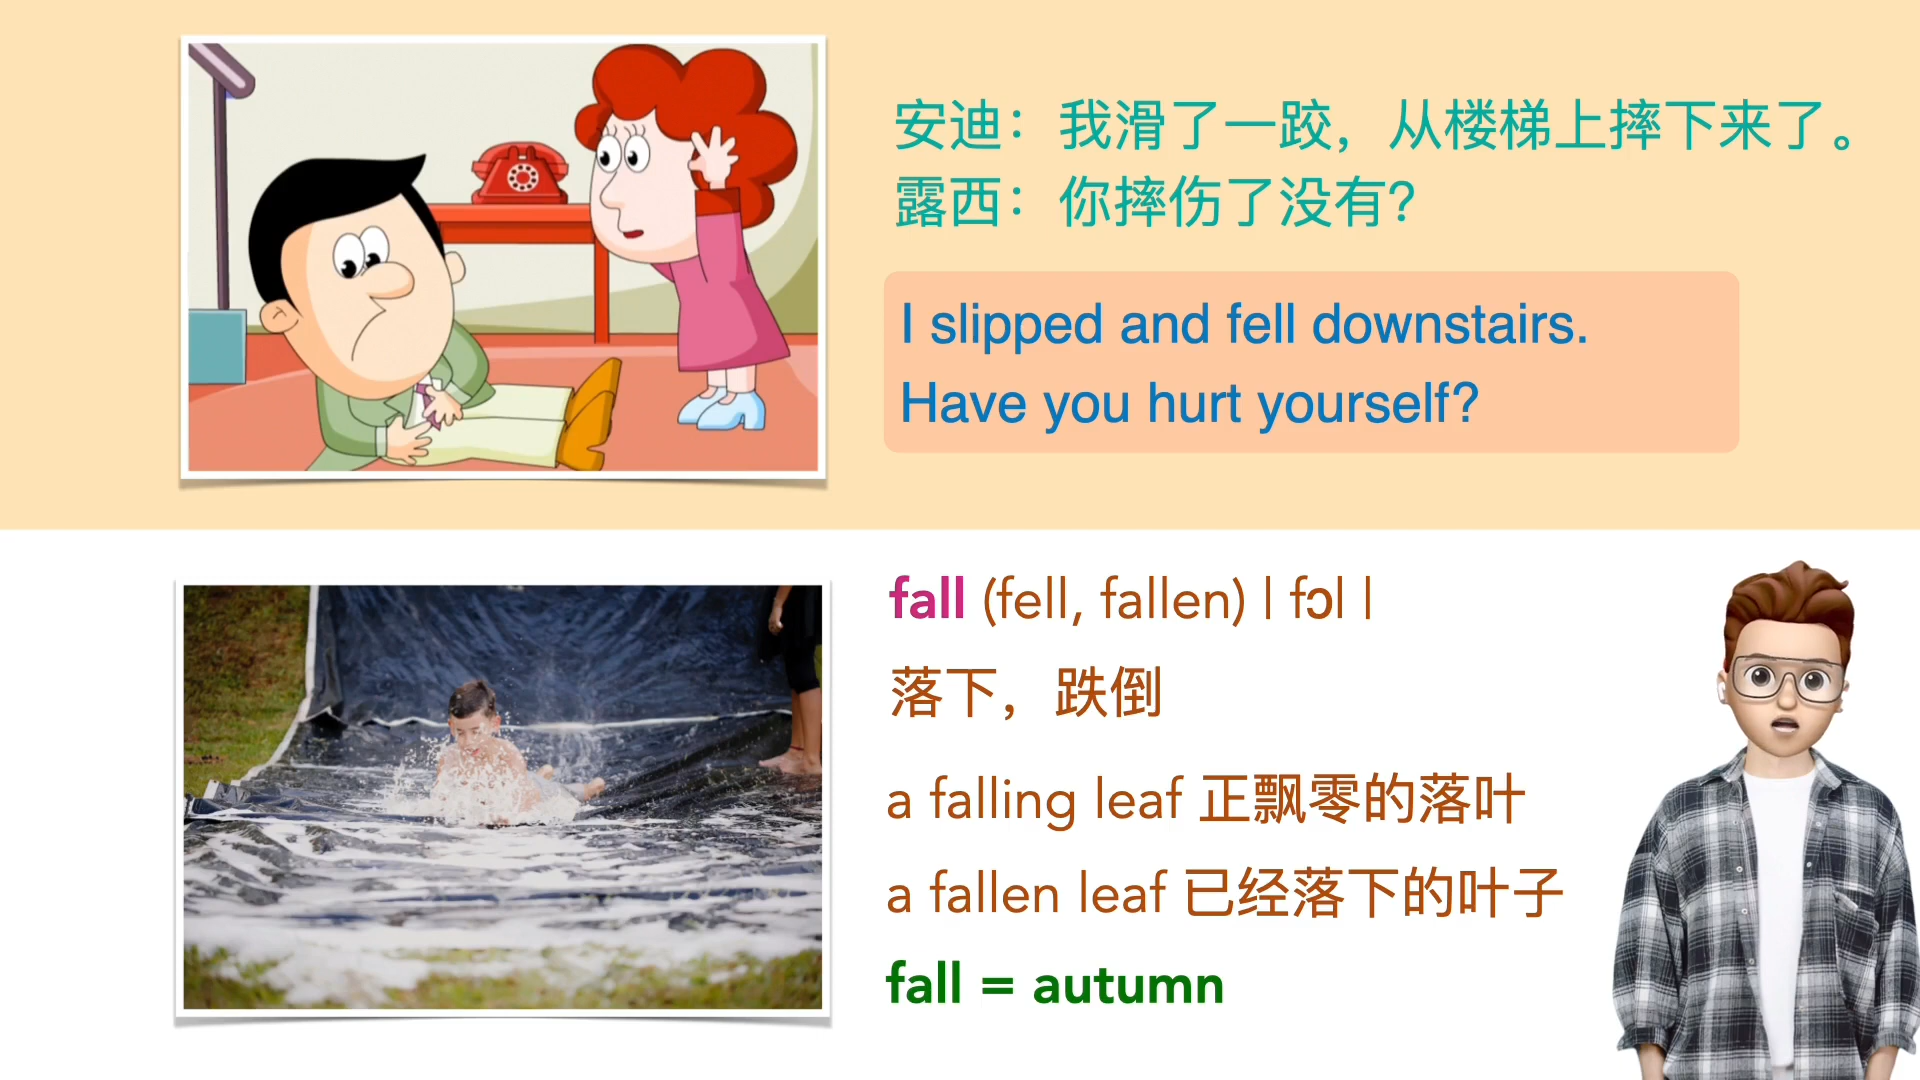 安迪：我滑了一跤，从楼梯上摔下来了。
露西：你摔伤了没有？
I slipped and fell downstairs.
Have you hurt yourself?
fall (fell, fallen) | fɔl |
落下，跌倒
a falling leaf 正飘零的落叶
a fallen leaf 已经落下的叶子
fall = autumn